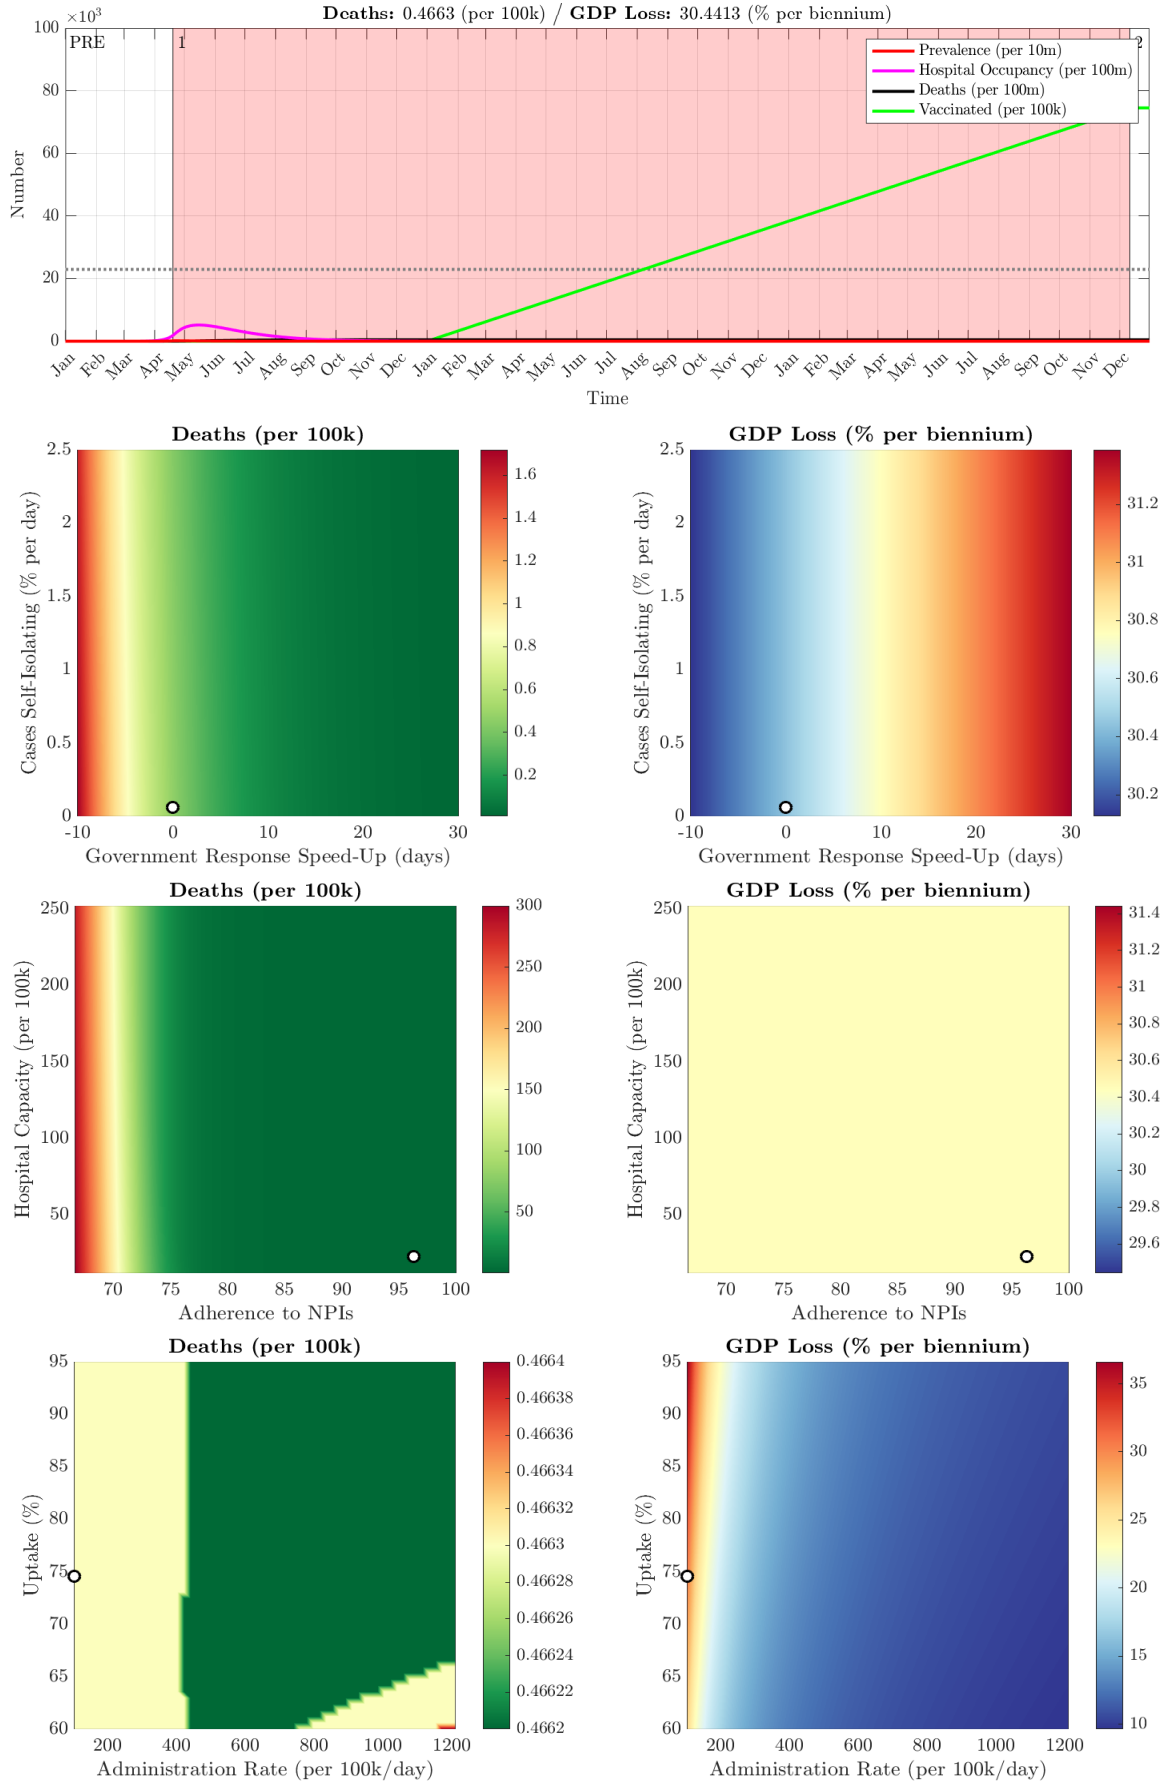 Deaths: 0.4663 (per 100k) / GDP Loss: 30.4413 (% per biennium)
×10³
100
80
60
40
20
0
Number
PRE
1
2
Prevalence (per 10m)
Hospital Occupancy (per 100m)
Deaths (per 100m)
Vaccinated (per 100k)
Jan Feb Mar Apr May Jun Jul Aug Sep Oct Nov Dec Jan Feb Mar Apr May Jun Jul Aug Sep Oct Nov Dec Jan Feb Mar Apr May Jun Jul Aug Sep Oct Nov Dec
Time
Deaths (per 100k)
2.5
2
1.5
1
0.5
0
Cases Self-Isolating (% per day)
-10 0 10 20 30
Government Response Speed-Up (days)
1.6
1.4
1.2
1
0.8
0.6
0.4
0.2
GDP Loss (% per biennium)
2.5
2
1.5
1
0.5
0
Cases Self-Isolating (% per day)
-10 0 10 20 30
Government Response Speed-Up (days)
31.2
31
30.8
30.6
30.4
30.2
Deaths (per 100k)
250
200
150
100
50
Hospital Capacity (per 100k)
70 75 80 85 90 95 100
Adherence to NPIs
300
250
200
150
100
50
GDP Loss (% per biennium)
250
200
150
100
50
Hospital Capacity (per 100k)
70 75 80 85 90 95 100
Adherence to NPIs
31.4
31.2
31
30.8
30.6
30.4
30.2
30
29.8
29.6
Deaths (per 100k)
95
90
85
80
75
70
65
60
Uptake (%)
200 400 600 800 1000 1200
Administration Rate (per 100k/day)
0.4664
0.46638
0.46636
0.46634
0.46632
0.4663
0.46628
0.46626
0.46624
0.46622
0.4662
GDP Loss (% per biennium)
95
90
85
80
75
70
65
60
Uptake (%)
200 400 600 800 1000 1200
Administration Rate (per 100k/day)
35
30
25
20
15
10